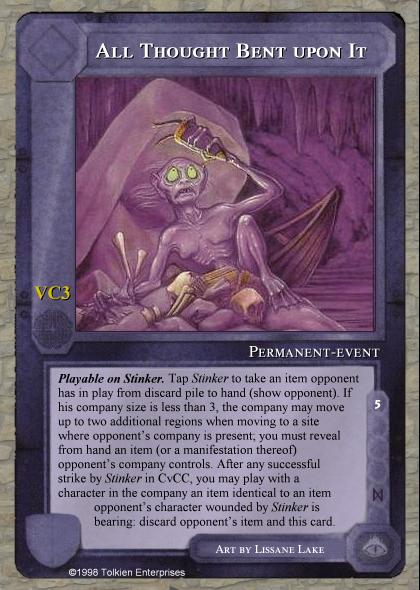 ALL THOUGHT BENT UPON IT
VC3
PERMANENT-EVENT
Playable on Stinker. Tap Stinker to take an item opponent
has in play from discard pile to hand (show opponent). If
his company size is less than 3, the company may move
up to two additional regions when moving to a site
where opponent's company is present; you must reveal
from hand an item (or a manifestation thereof)
opponent's company controls. After any successful
strike by Stinker in CvCC, you may play with a
character in the company an item identical to an item
opponent's character wounded by Stinker is
bearing: discard opponent's item and this card.
5
ART BY LISSANE LAKE
©1998 Tolkien Enterprises